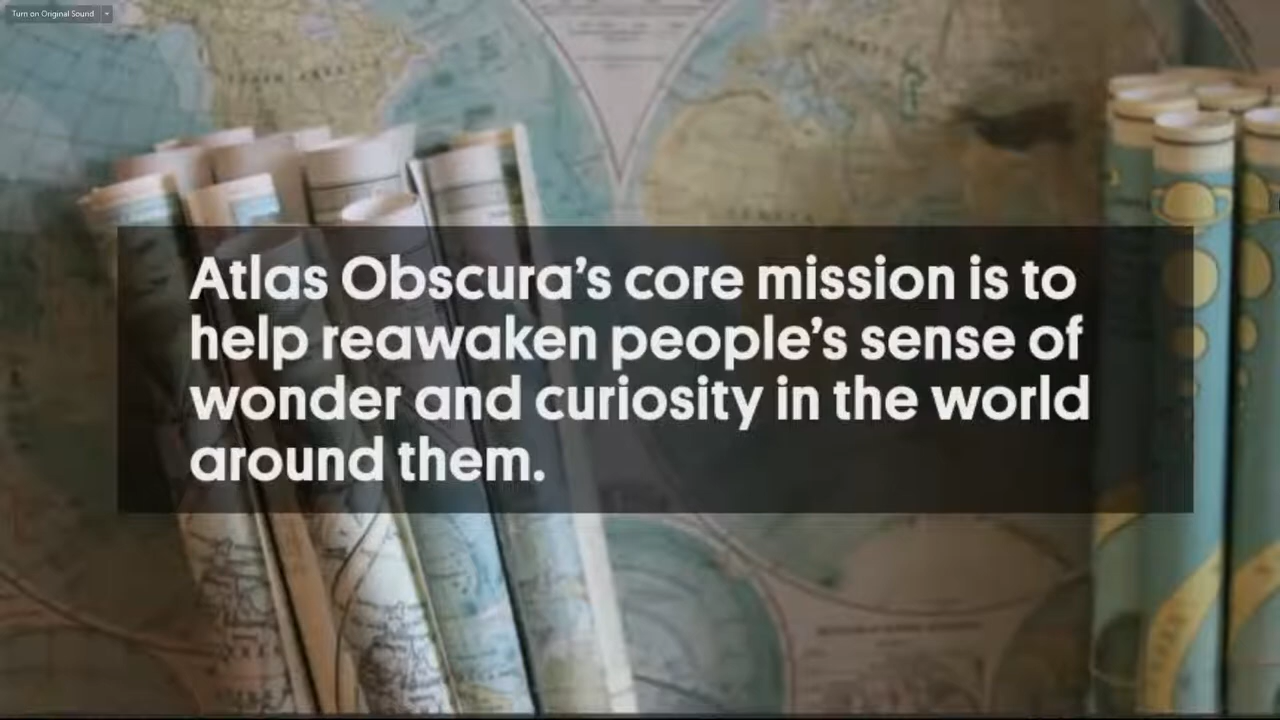 Turn on Original Sound
Atlas Obscura’s core mission is to
help reawaken people’s sense of
wonder and curiosity in the world
around them.